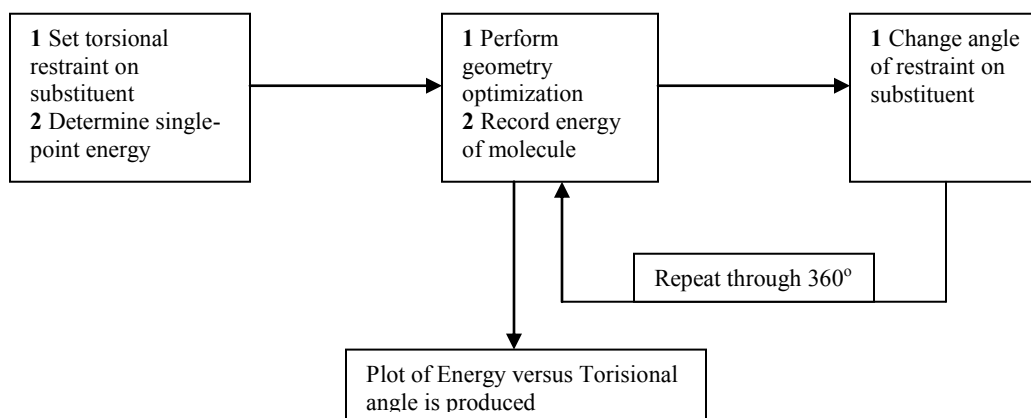 1 Set torsional
restraint on
substituent
2 Determine single-
point energy
1 Perform
geometry
optimization
2 Record energy
of molecule
1 Change angle
of restraint on
substituent
Repeat through 360o
Plot of Energy versus Torisional
angle is produced